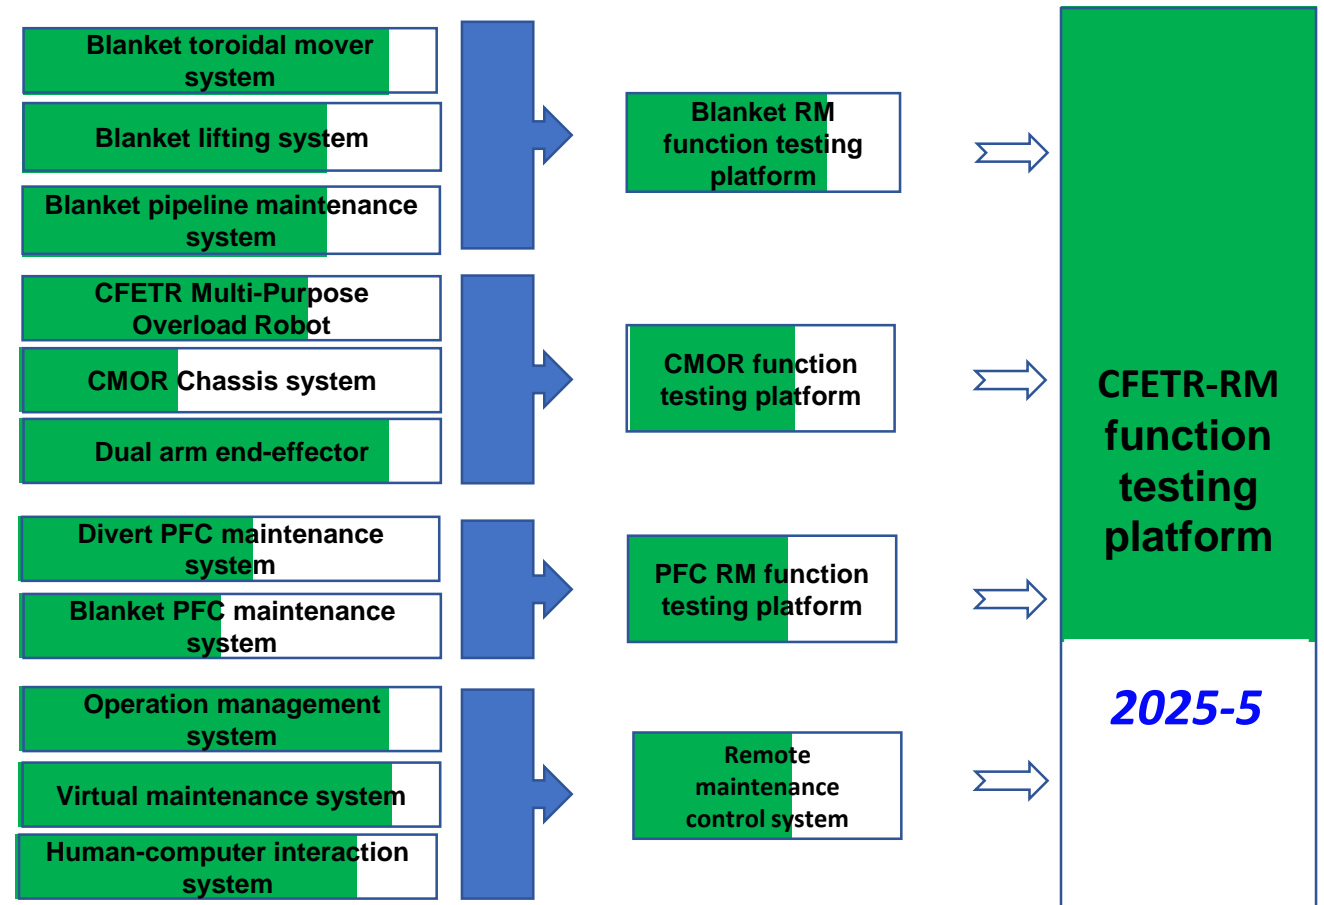 Blanket toroidal mover
system
Blanket lifting system
Blanket pipeline maintenance
system
CFETR Multi-Purpose
Overload Robot
CMOR Chassis system
Dual arm end-effector
Divert PFC maintenance
system
Blanket PFC maintenance
system
Operation management
system
Virtual maintenance system
Human-computer interaction
system
Blanket RM
function testing
platform
CMOR function
testing platform
PFC RM function
testing platform
Remote
maintenance
control system
CFETR-RM
function
testing
platform
2025-5